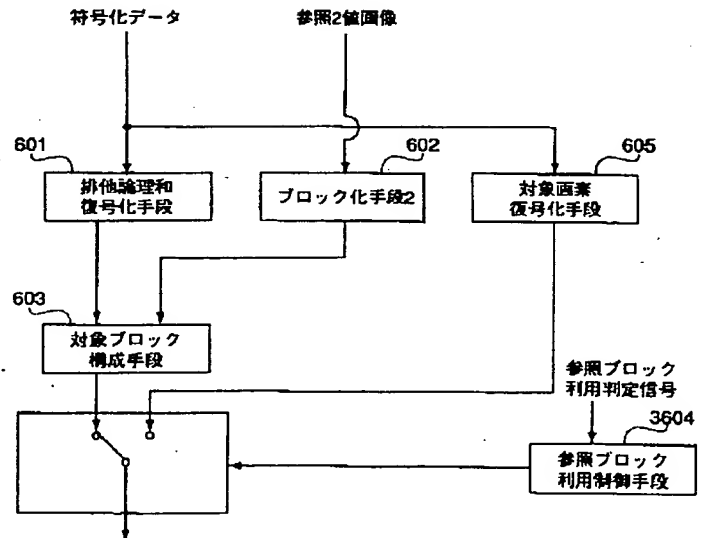 符号化データ
参照2値画像
601
602
605
排他論理和
復号化手段
ブロック化手段2
対象画素
復号化手段
603
対象ブロック
構成手段
参照ブロック
利用判定信号
3604
参照ブロック
利用制御手段